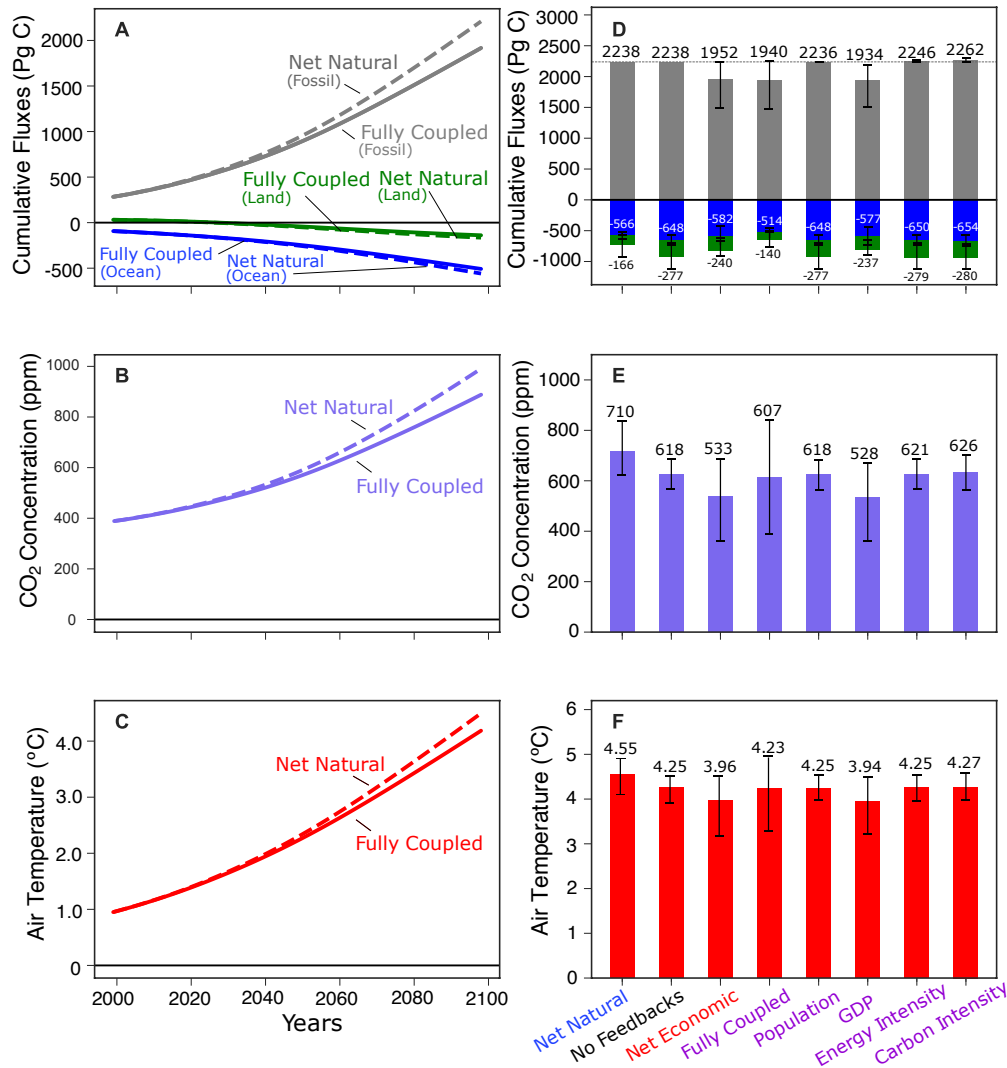 A
Cumulative Fluxes (Pg C)
2000
1500
1000
500
0
-500
Net Natural
(Fossil)
Fully Coupled
(Fossil)
Fully Coupled
(Land)
Net Natural
(Land)
Fully Coupled
(Ocean)
Net Natural
(Ocean)
D
Cumulative Fluxes (Pg C)
3000
2500
2000
1500
1000
500
0
-500
-1000
2238 2238 1952 1940 2236 1934 2246 2262
-566 -648 -582 -514 -648 -577 -650 -654
-166 -277 -240 -140 -277 -237 -279 -280
B
CO2 Concentration (ppm)
1000
800
600
400
200
0
Net Natural
Fully Coupled
E
CO2 Concentration (ppm)
1000
800
600
400
200
0
710 618 533 607 618 528 621 626
C
Air Temperature (ºC)
4.0
3.0
2.0
1.0
0
Net Natural
Fully Coupled
2000 2020 2040 2060 2080 2100
Years
F
Air Temperature (ºC)
6
5
4
3
2
1
0
4.55 4.25 3.96 4.23 4.25 3.94 4.25 4.27
Net Natural
No Feedbacks
Net Economic
Fully Coupled
Population
GDP
Energy Intensity
Carbon Intensity